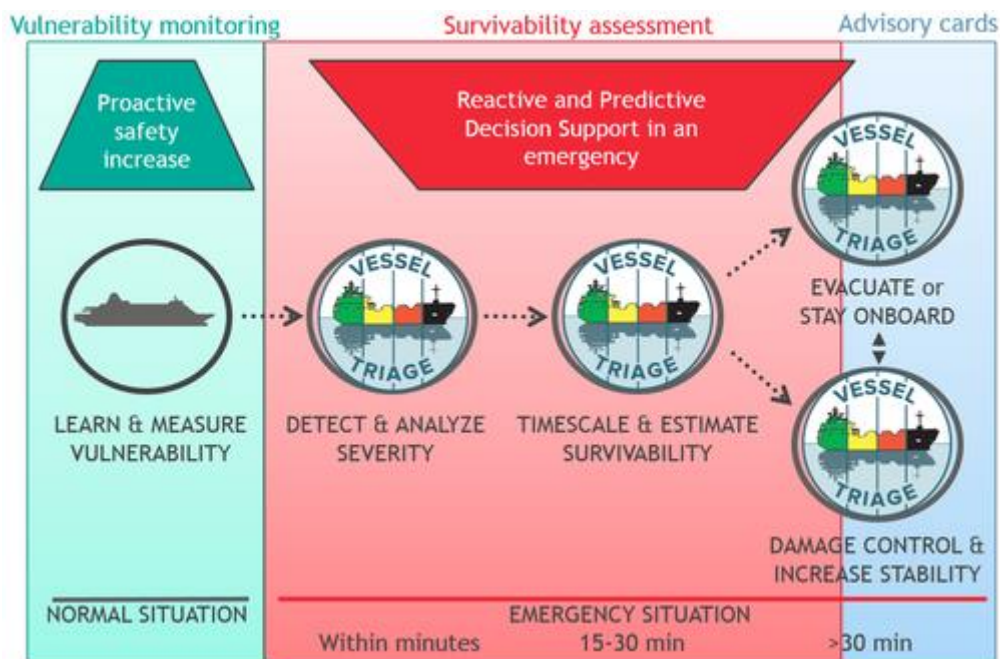 Vulnerability monitoring
Survivability assessment
Advisory cards
Proactive
safety
increase
Reactive and Predictive
Decision Support in an
emergency
VESSEL
TRIAGE
EVACUATE or
STAY ONBOARD
VESSEL
TRIAGE
VESSEL
TRIAGE
LEARN & MEASURE
VULNERABILITY
DETECT & ANALYZE
SEVERITY
TIMESCALE & ESTIMATE
SURVIVABILITY
VESSEL
TRIAGE
DAMAGE CONTROL &
INCREASE STABILITY
NORMAL SITUATION
EMERGENCY SITUATION
Within minutes
15-30 min
>30 min